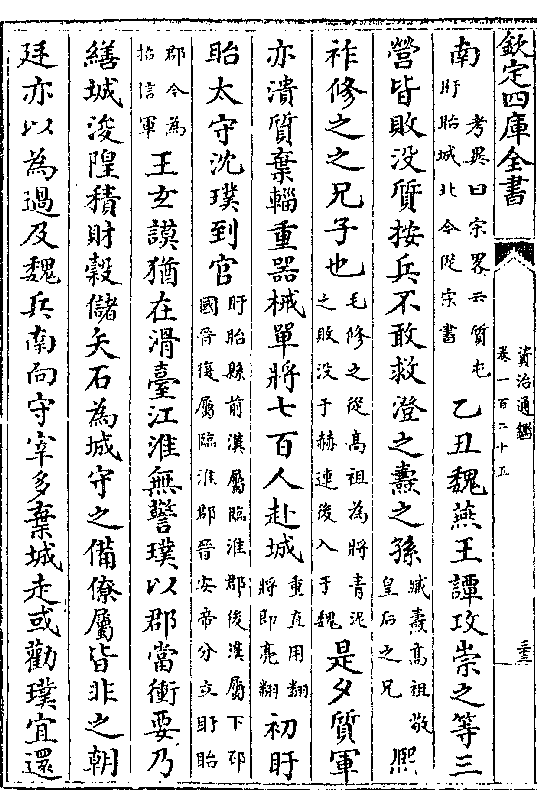 欽定四庫全書
資治通鑑
卷一百二十五
南考異曰宋畧云質屯盱眙城北今從宋書乙丑魏燕王譚攻崇之等三
營皆敗没質按兵不敢救澄之燾之孫臧燾高祖敬皇后之兄熙
祚修之之兄子也毛修之從高祖為將青泥之敗没于赫連後入于魏是夕質軍
亦潰質棄輜重器械單將七百人赴城重直用翻將即亮翻初盱
眙太守沈璞到官盱眙縣前漢屬臨淮郡後漢屬下邳國晉復屬臨淮郡晉安帝分立盱眙
郡今為招信軍王玄謨猶在滑臺江淮無警璞以郡當衝要乃
繕城浚隍積財穀儲矢石為城守之備僚屬皆非之朝
廷亦以為過及魏兵南向守宰多棄城走或勸璞宜還